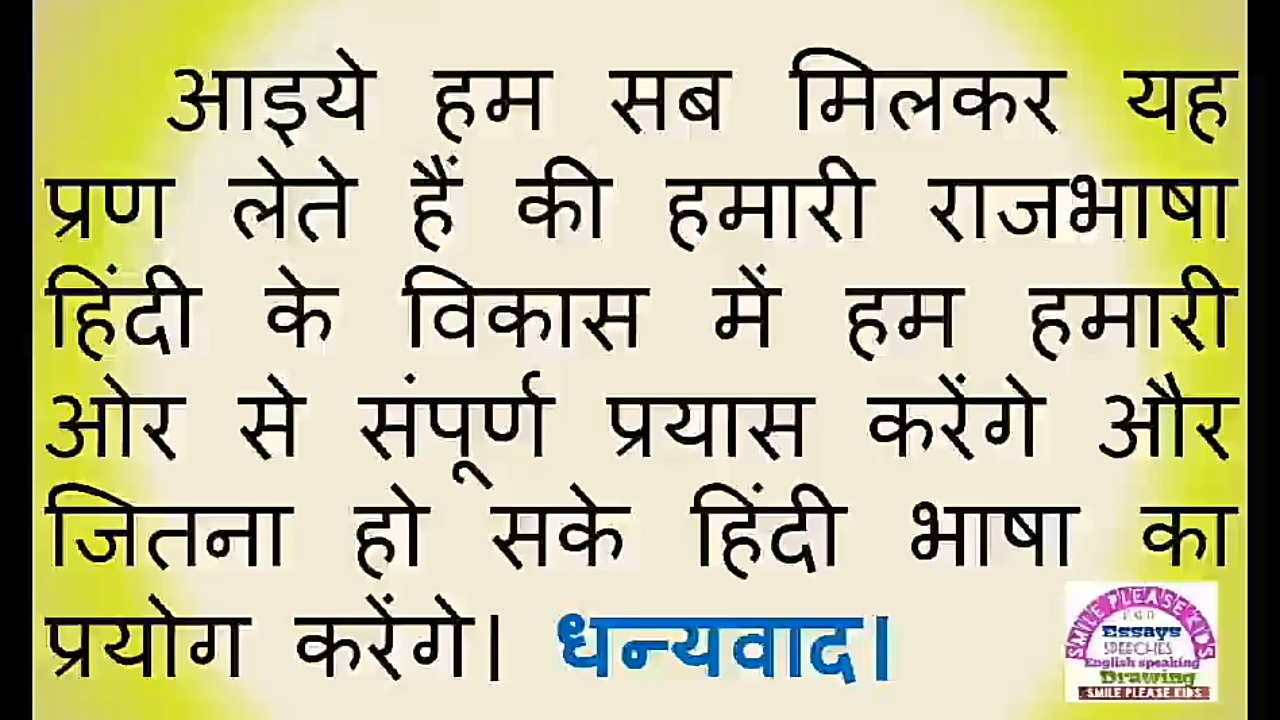 आइये हम सब मिलकर यह
प्रण लेते हैं की हमारी राजभाषा
हिंदी के विकास में हम हमारी
ओर से संपूर्ण प्रयास करेंगे और
जितना हो सके हिंदी भाषा का
प्रयोग करेंगे। धन्यवाद।
SMILE PLEASE KIDS
FOR
Essays
SPEECHES
English speaking
Drawing
SMILE PLEASE KIDS